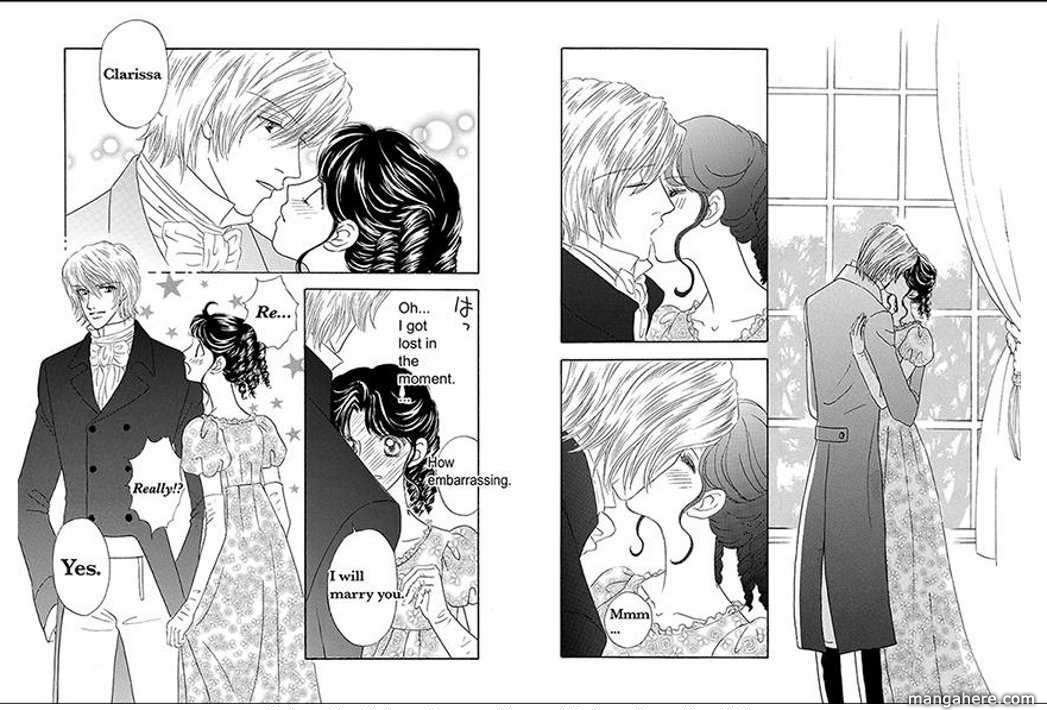 Mmm
...
Clarissa
はっ
Oh...
I got
lost in
the
moment.
...
How
embarrassing.
I will
marry you.
Re...
Really!?
Yes.
mangahere.com